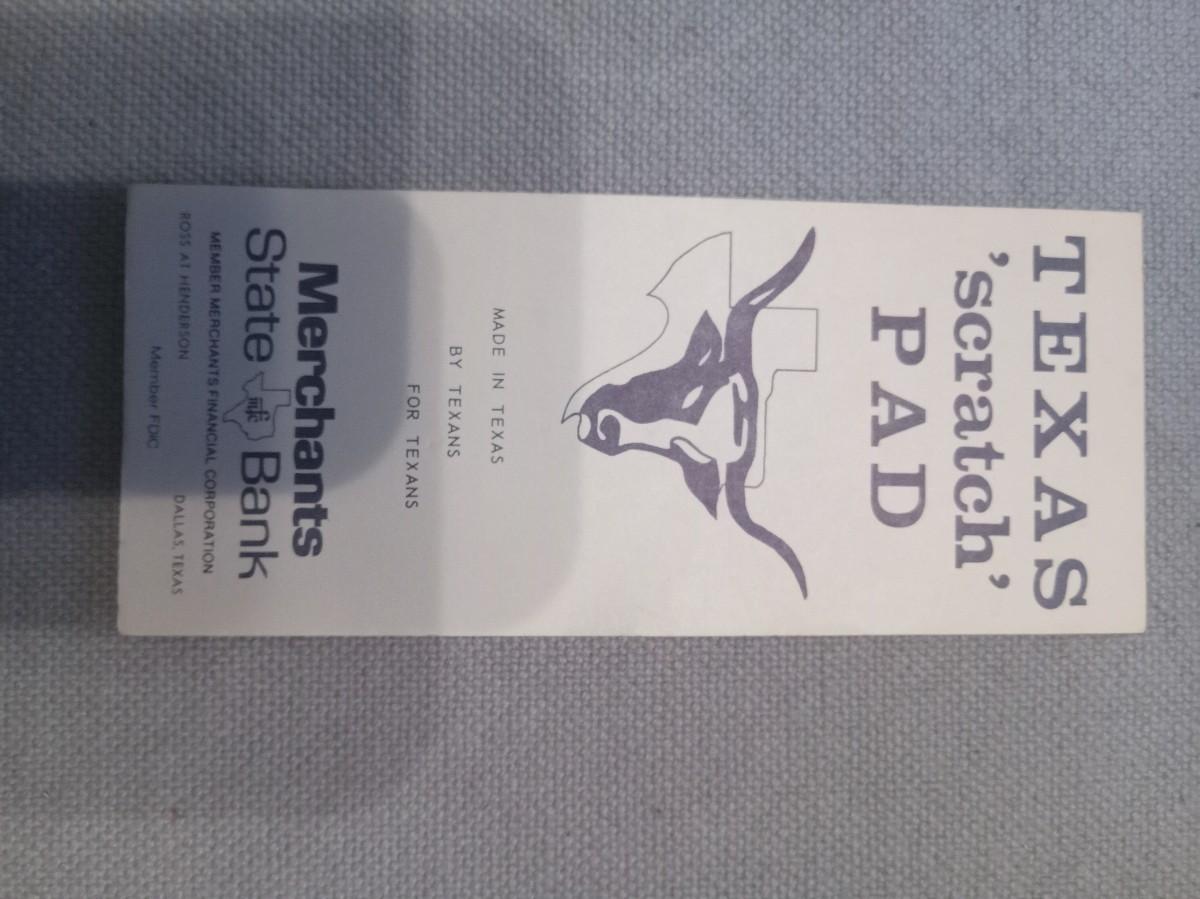 TEXAS
'scratch'
PAD
MADE IN TEXAS
BY TEXANS
FOR TEXANS
Merchants
State Bank
MEMBER MERCHANTS FINANCIAL CORPORATION
ROSS AT HENDERSON DALLAS, TEXAS
Member FDIC